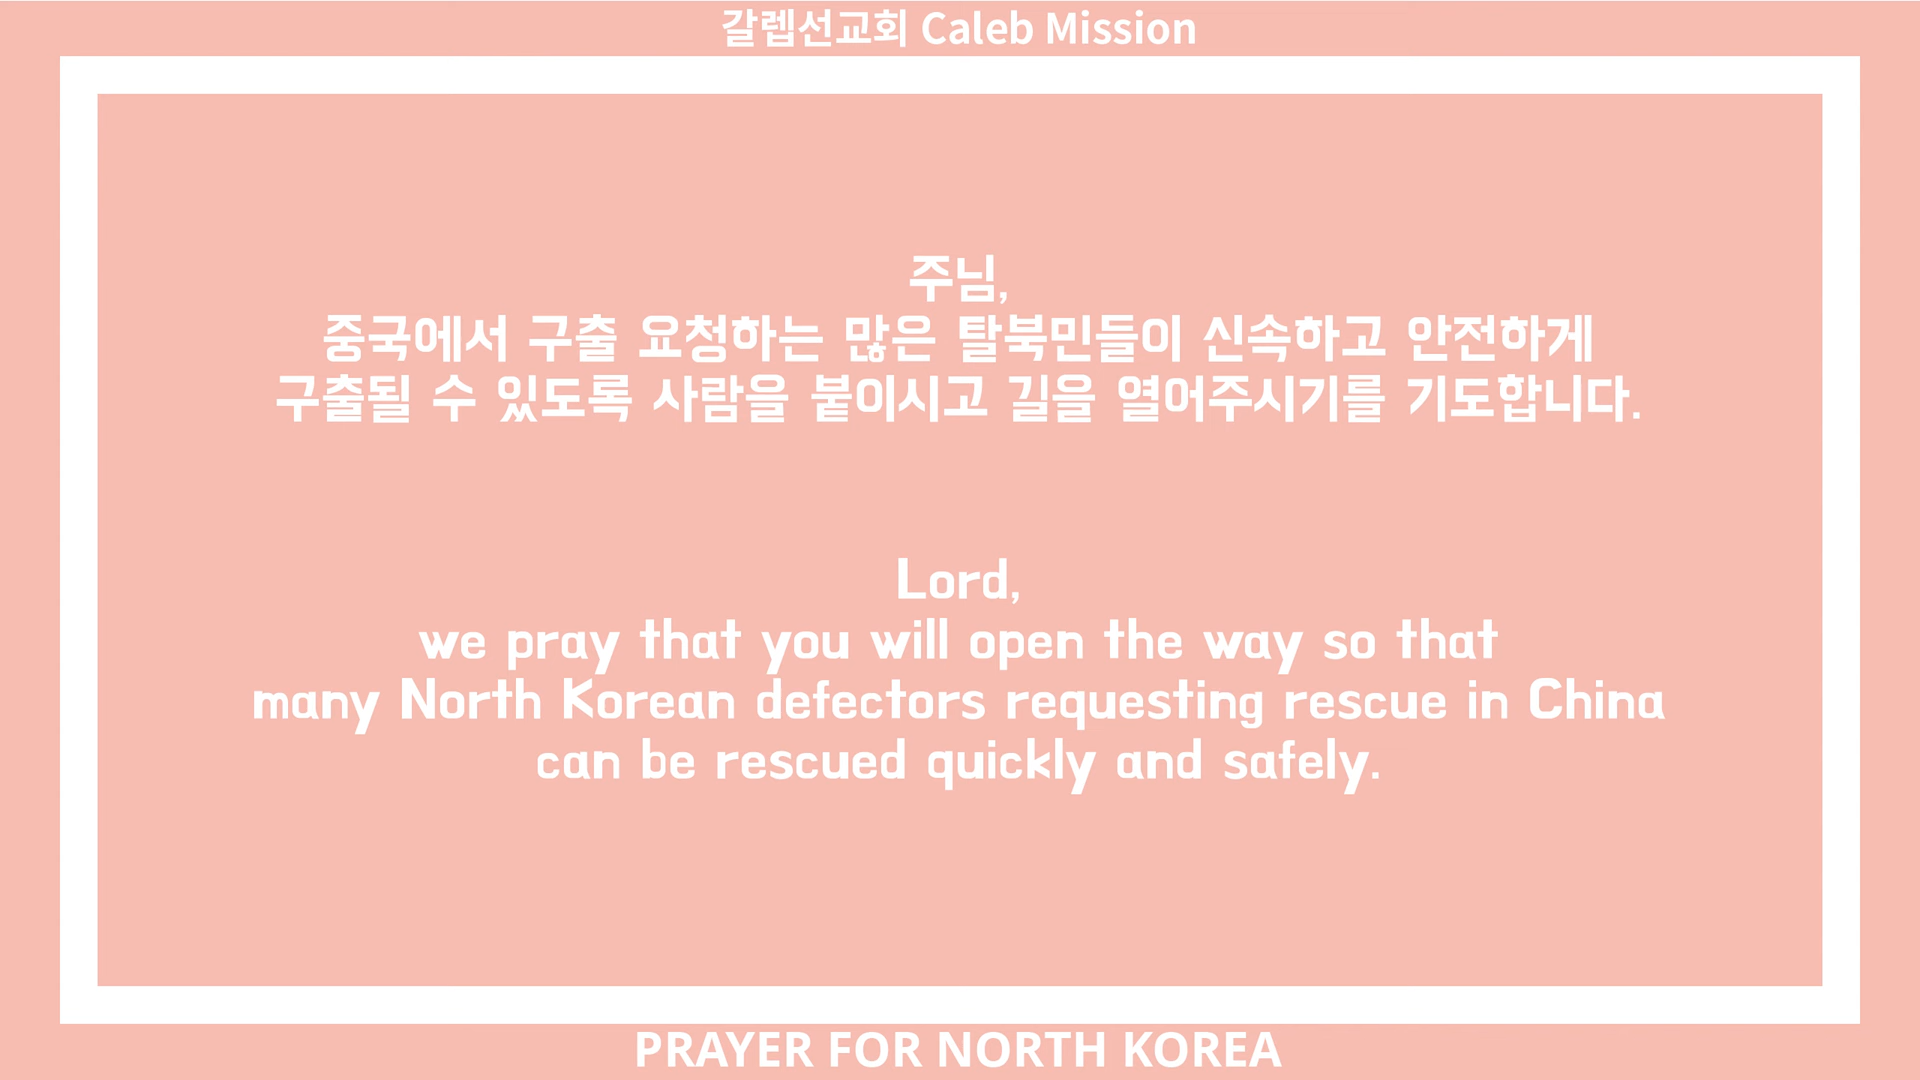 갈렙선교회 Caleb Mission
주님,
중국에서 구출 요청하는 많은 탈북민들이 신속하고 안전하게
구출될 수 있도록 사람을 붙이시고 길을 열어주시기를 기도합니다.
Lord,
we pray that you will open the way so that
many North Korean defectors requesting rescue in China
can be rescued quickly and safely.
PRAYER FOR NORTH KOREA